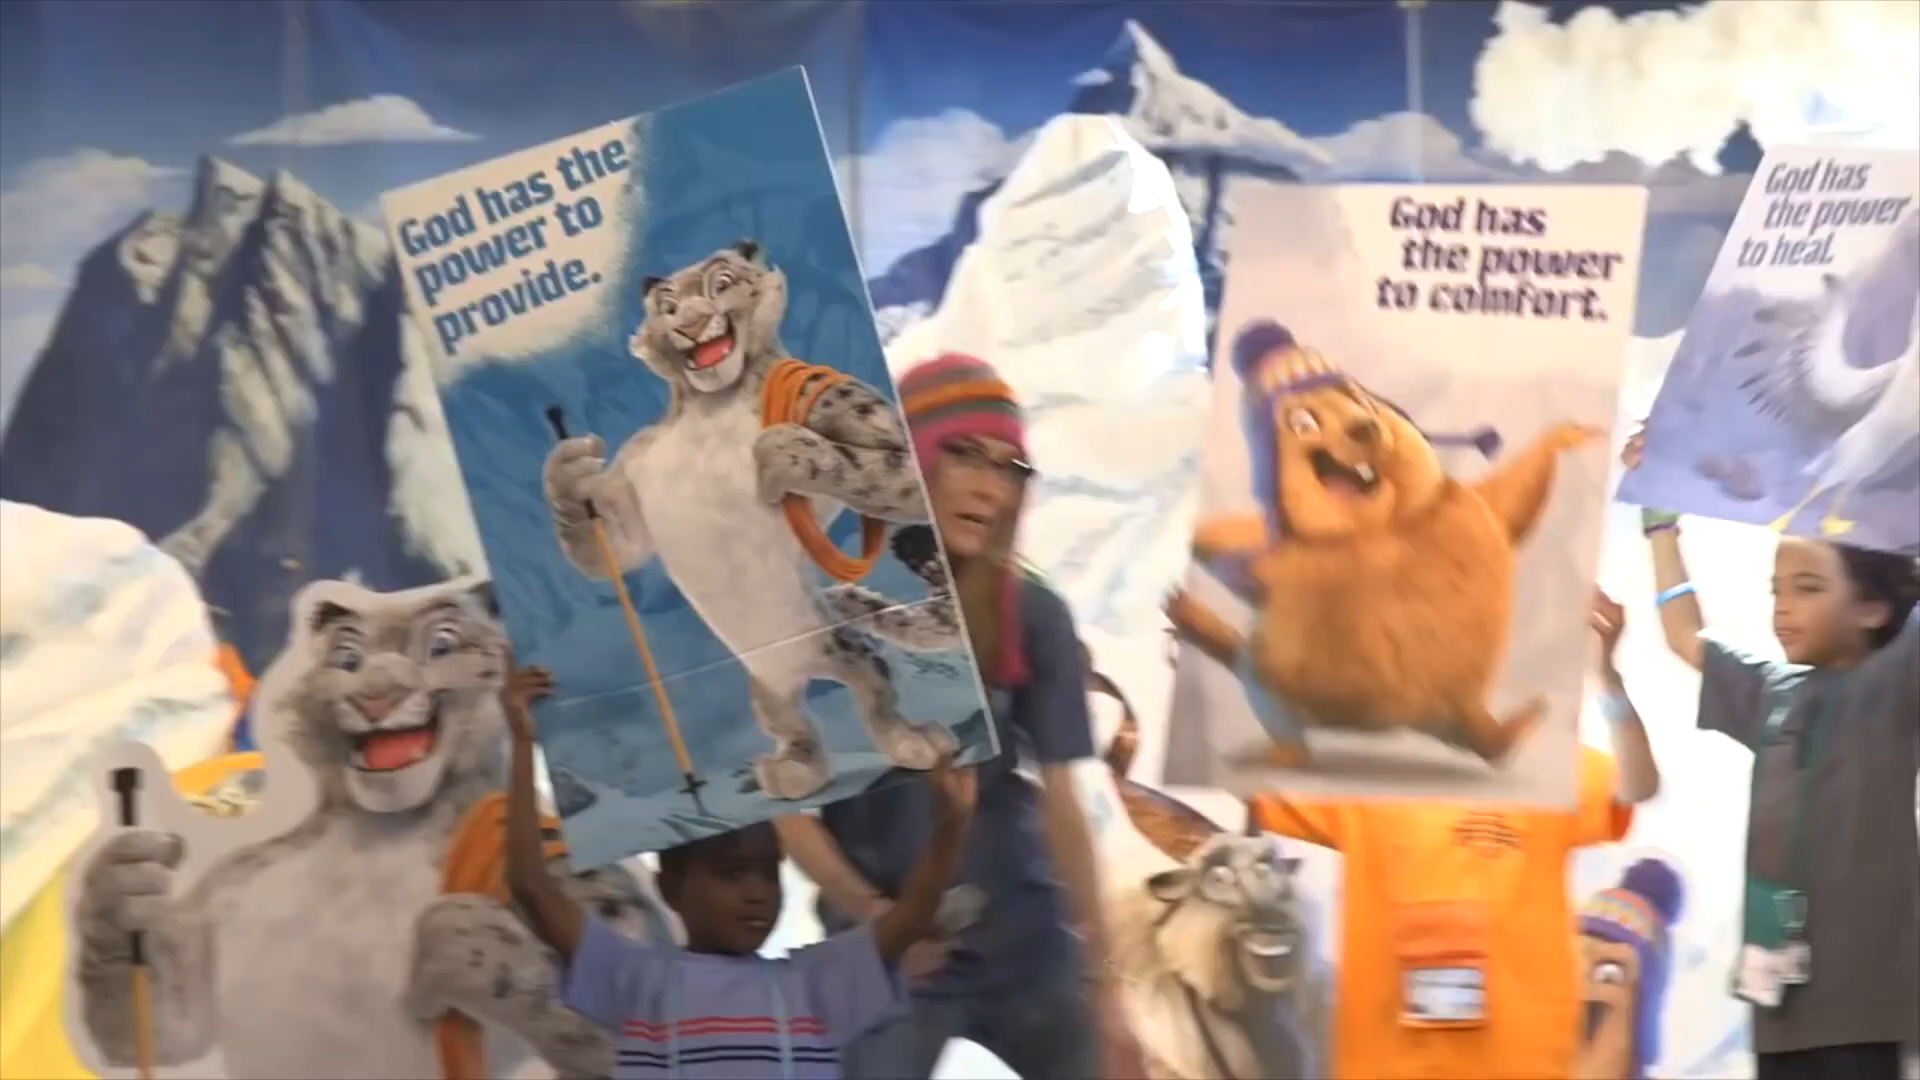 God has the
power to
provide.
God has
the power
to comfort.
God has
the power
to heal.